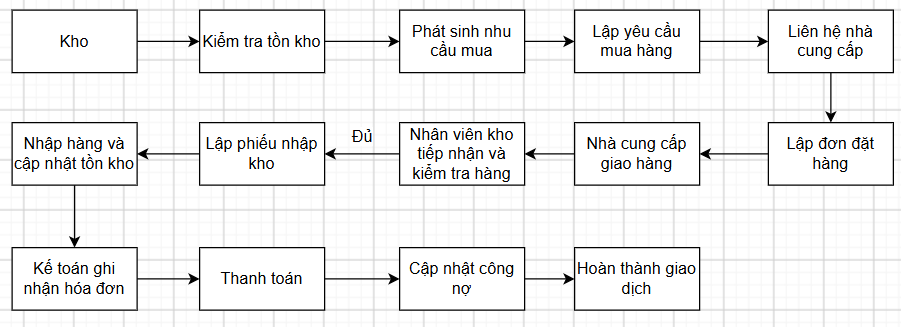 Kho
Kiểm tra tồn kho
Phát sinh nhu
cầu mua
Lập yêu cầu
mua hàng
Liên hệ nhà
cung cấp
Lập đơn đặt
hàng
Nhà cung cấp
giao hàng
Nhân viên kho
tiếp nhận và
kiểm tra hàng
Đủ
Lập phiếu nhập
kho
Nhập hàng và
cập nhật tồn kho
Kế toán ghi
nhận hóa đơn
Thanh toán
Cập nhật công
nợ
Hoàn thành giao
dịch